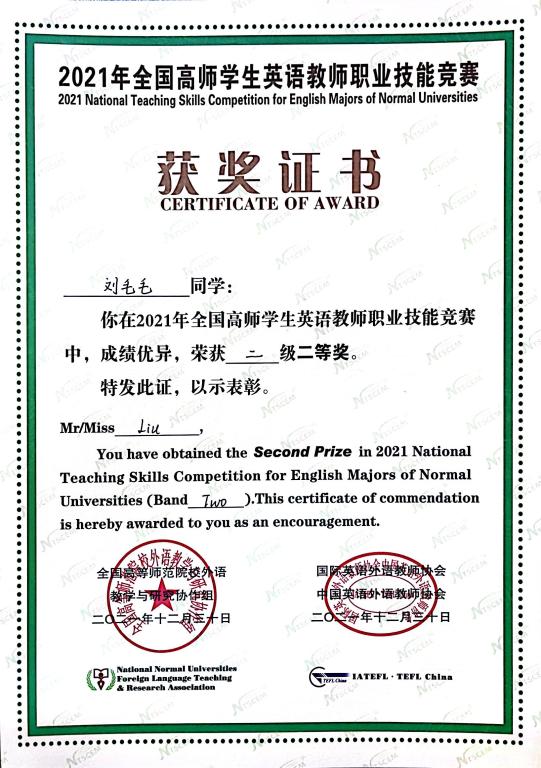 2021年全国高师学生英语教师职业技能竞赛
2021 National Teaching Skills Competition for English Majors of Normal Universities
获奖证书
CERTIFICATE OF AWARD
刘毛毛 同学：
你在2021年全国高师学生英语教师职业技能竞赛
中，成绩优异，荣获 二 级二等奖。
特发此证，以示表彰。
Mr/Miss Liu ,
You have obtained the Second Prize in 2021 National
Teaching Skills Competition for English Majors of Normal
Universities (Band Two ).This certificate of commendation
is hereby awarded to you as an encouragement.
全国高等师范院校外语
教学与研究协作组
二〇二一年十二月三十日
国际英语外语教师协会
中国英语外语教师协会
二〇二一年十二月三十日
National Normal Universities
Foreign Language Teaching
& Research Association
TEFL China
IATEFL · TEFL China
NTSCEM